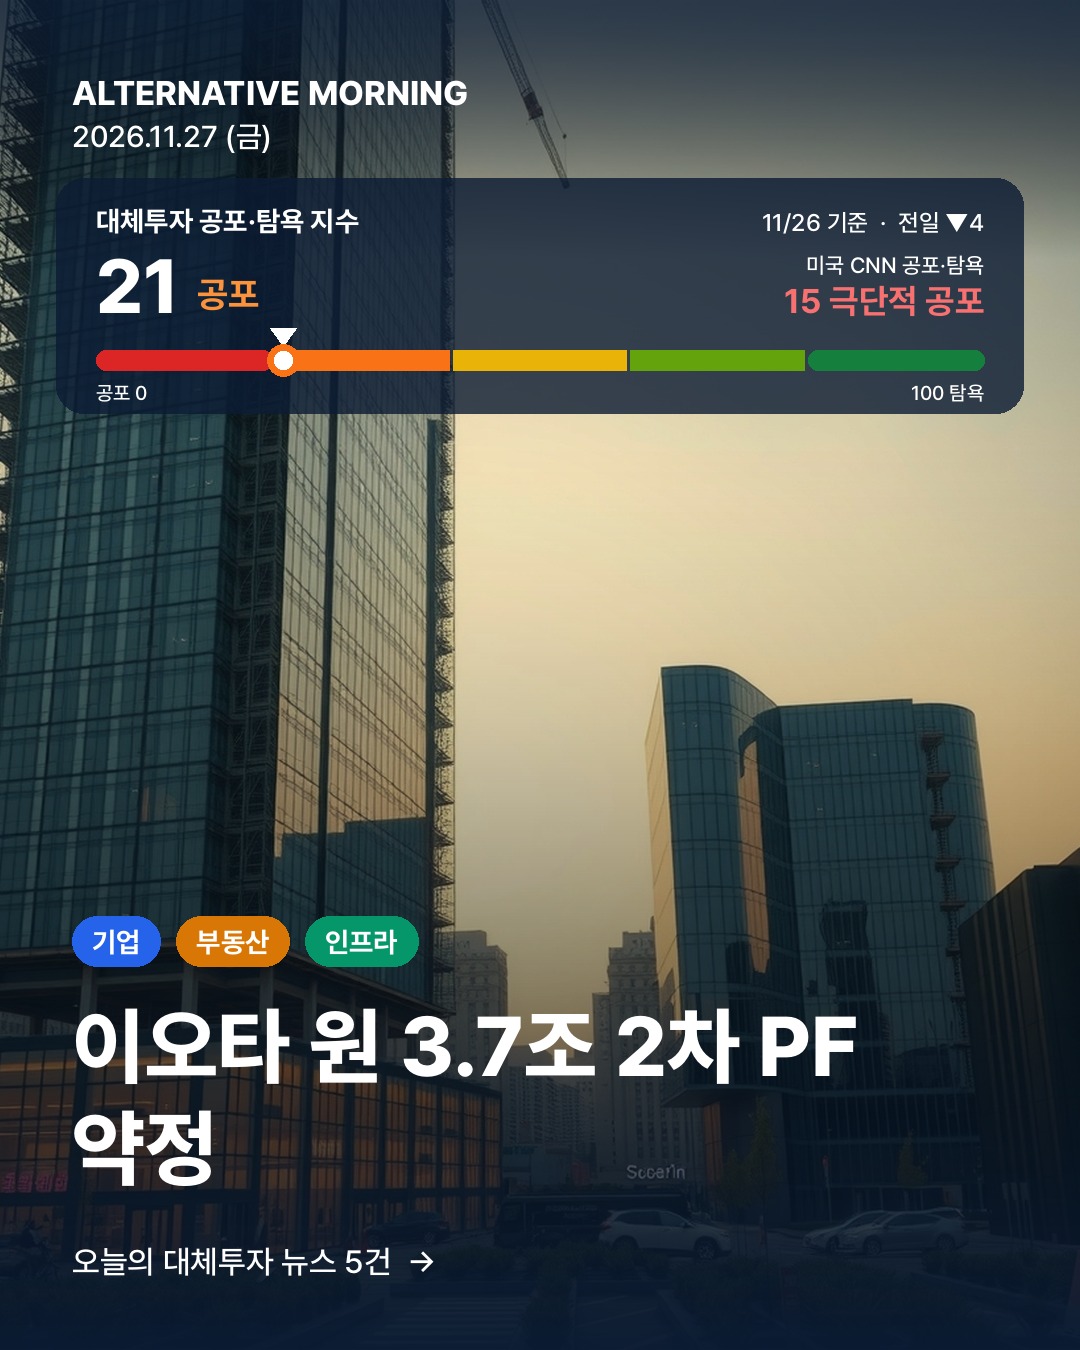 ALTERNATIVE MORNING
2026.11.27 (금)
대체투자 공포·탐욕 지수
11/26 기준 · 전일 ▼4
21 공포
미국 CNN 공포·탐욕
15 극단적 공포
공포 0
100 탐욕
기업
부동산
인프라
이오타 원 3.7조 2차 PF
약정
오늘의 대체투자 뉴스 5건 →